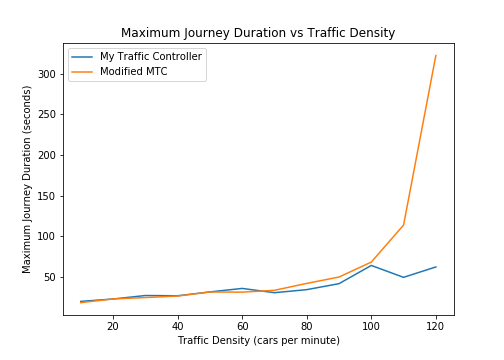 Maximum Journey Duration vs Traffic Density
My Traffic Controller
Modified MTC
Maximum Journey Duration (seconds)
300
250
200
150
100
50
20 40 60 80 100 120
Traffic Density (cars per minute)